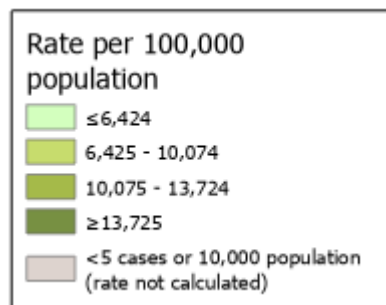 Rate per 100,000
population
≤6,424
6,425 - 10,074
10,075 - 13,724
≥13,725
<5 cases or 10,000 population
(rate not calculated)